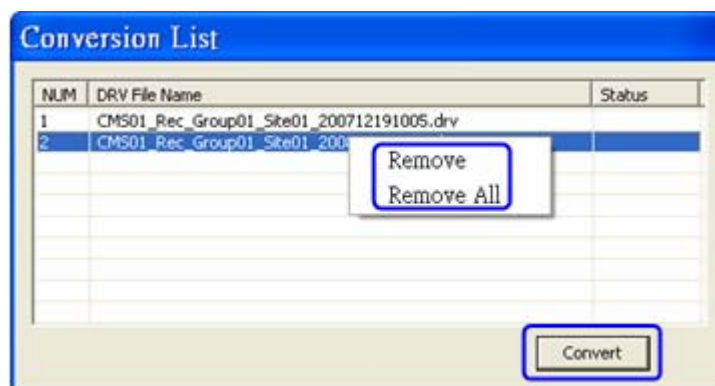 Conversion List
NUM DRV File Name Status
1 CMS01_Rec_Group01_Site01_200712191005.drv
2 CMS01_Rec_Group01_Site01_200
Remove
Remove All
Convert